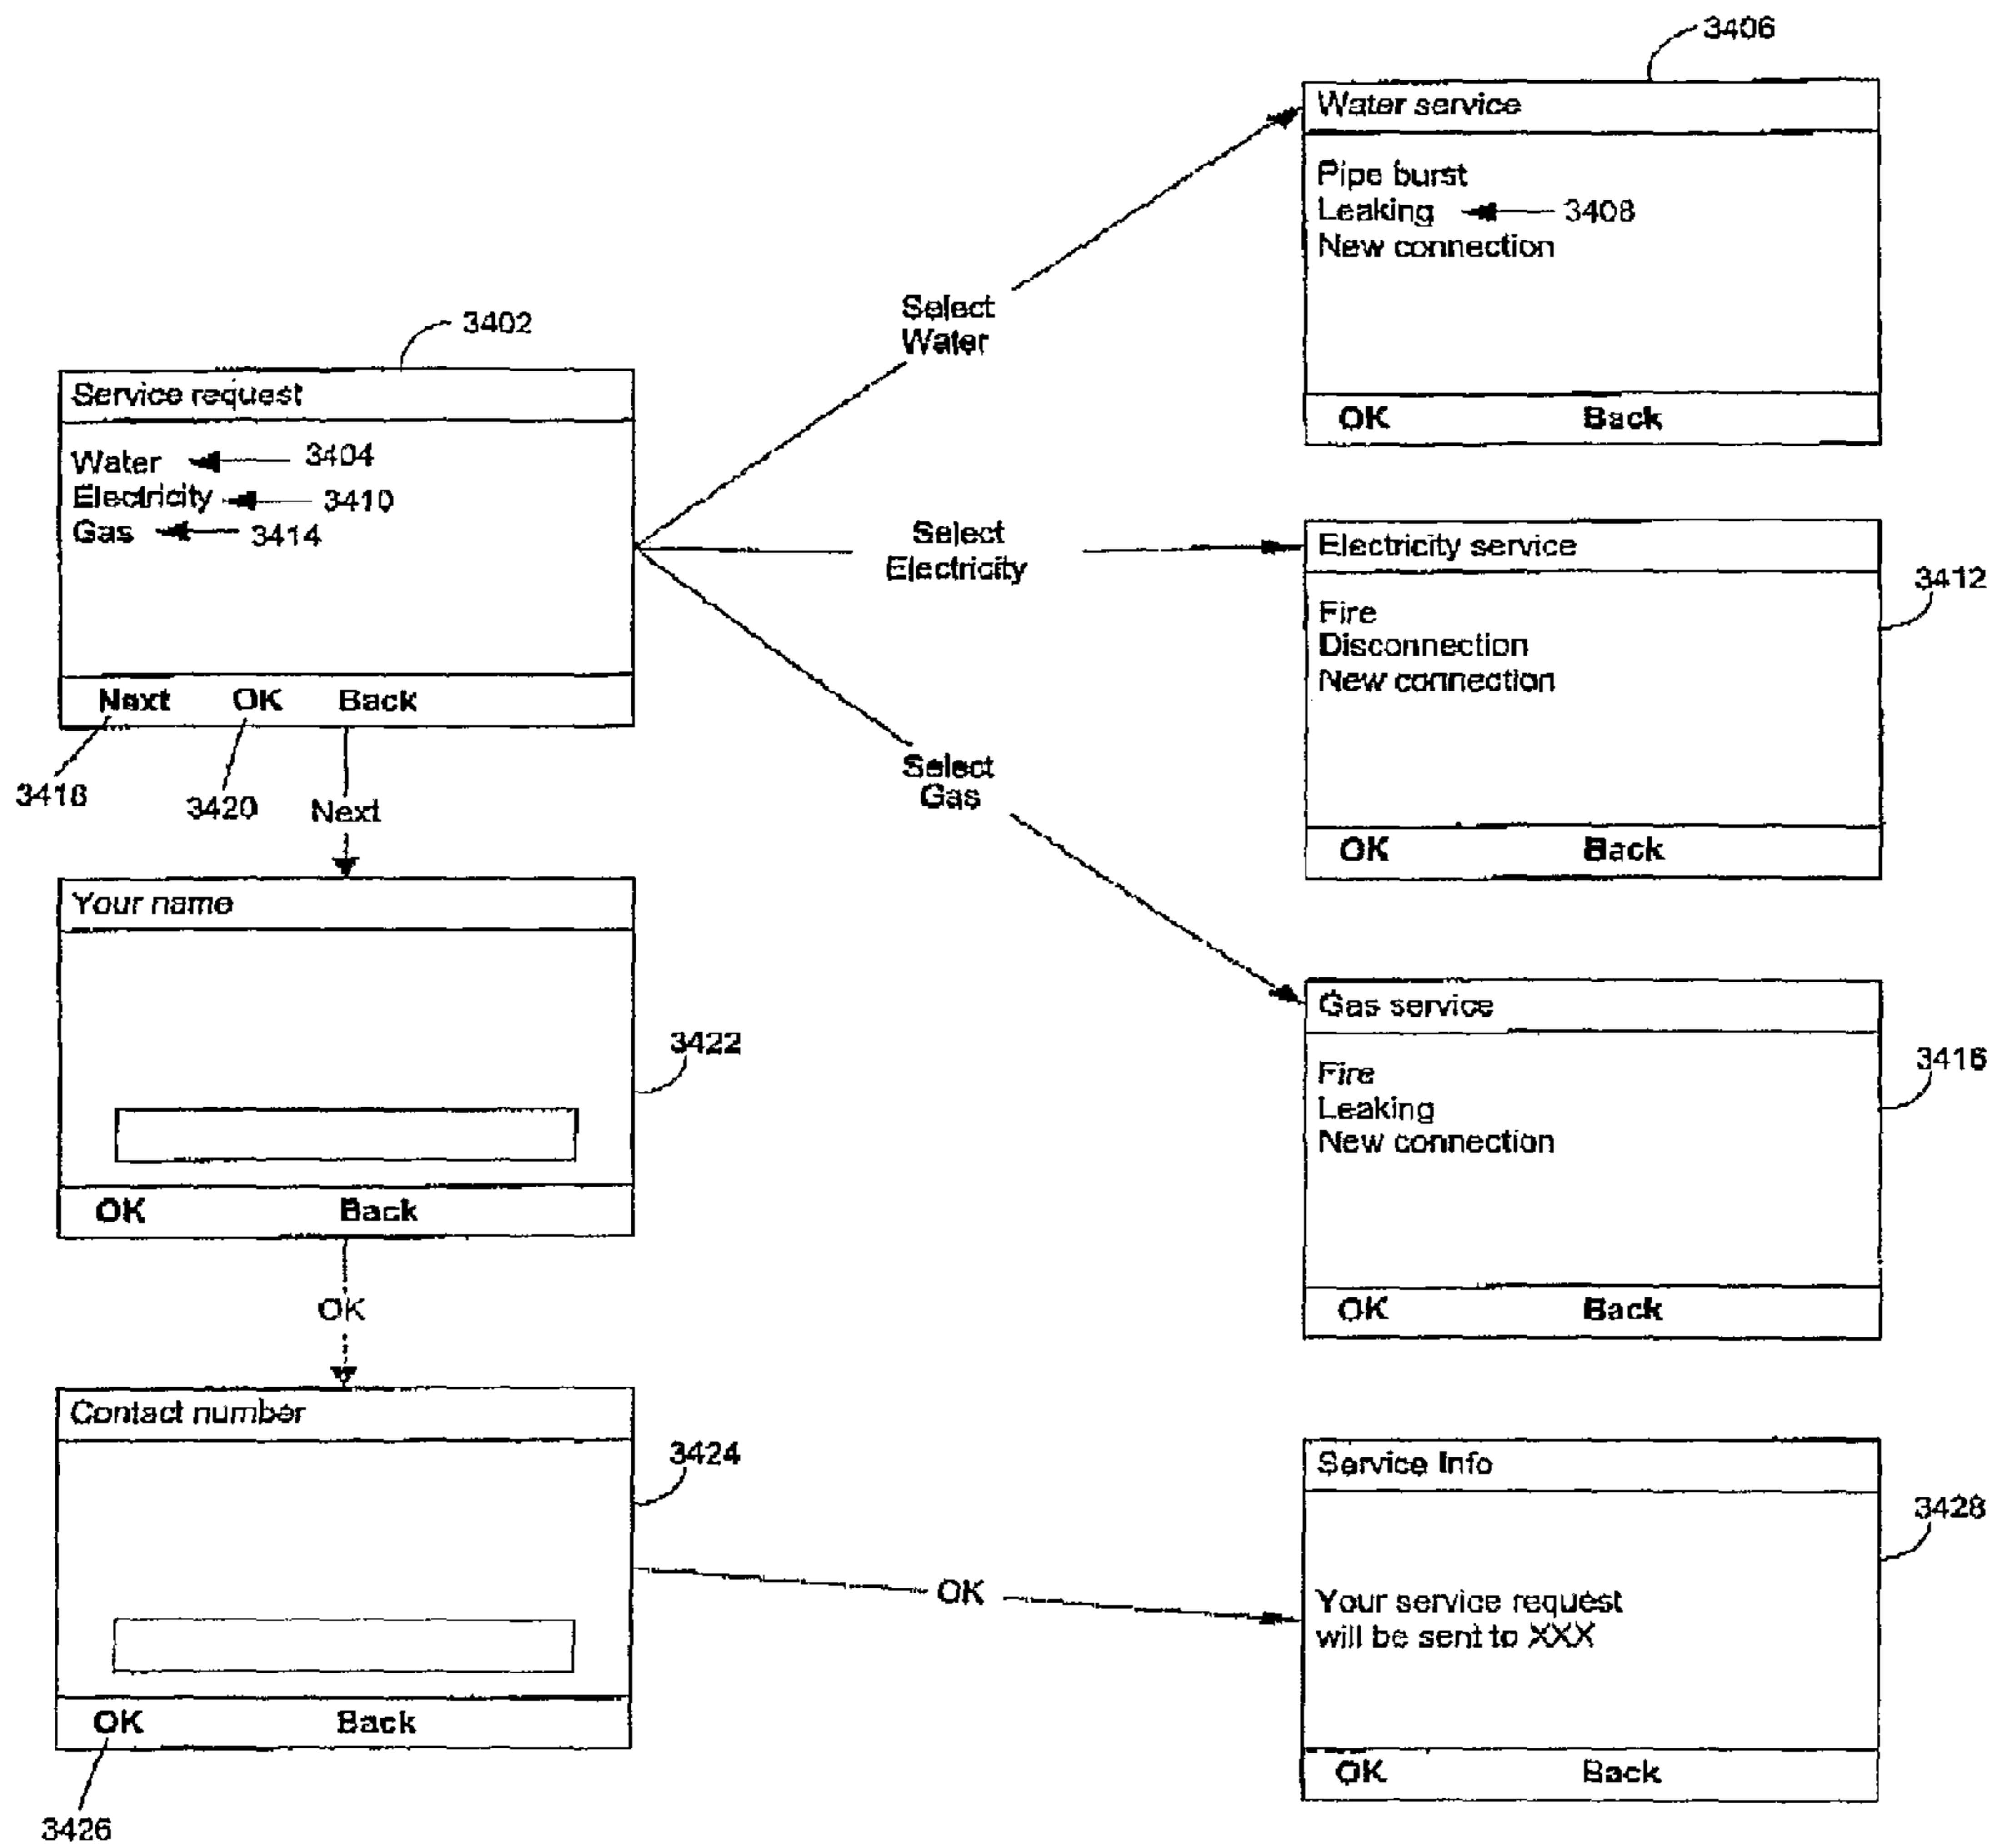 3406
Water service
Pipe burst
Leaking 3408
New connection
OK Back
Select
Water
3402
Service request
Water 3404
Electricity 3410
Gas 3414
Next OK Back
3418
3420
Next
Select
Electricity
Electricity service
3412
Fire
Disconnection
New connection
OK Back
Select
Gas
Your name
3422
OK Back
OK
Gas service
3416
Fire
Leaking
New connection
OK Back
Contact number
3424
OK Back
3426
OK
Service Info
3428
Your service request
will be sent to XXX
OK Back